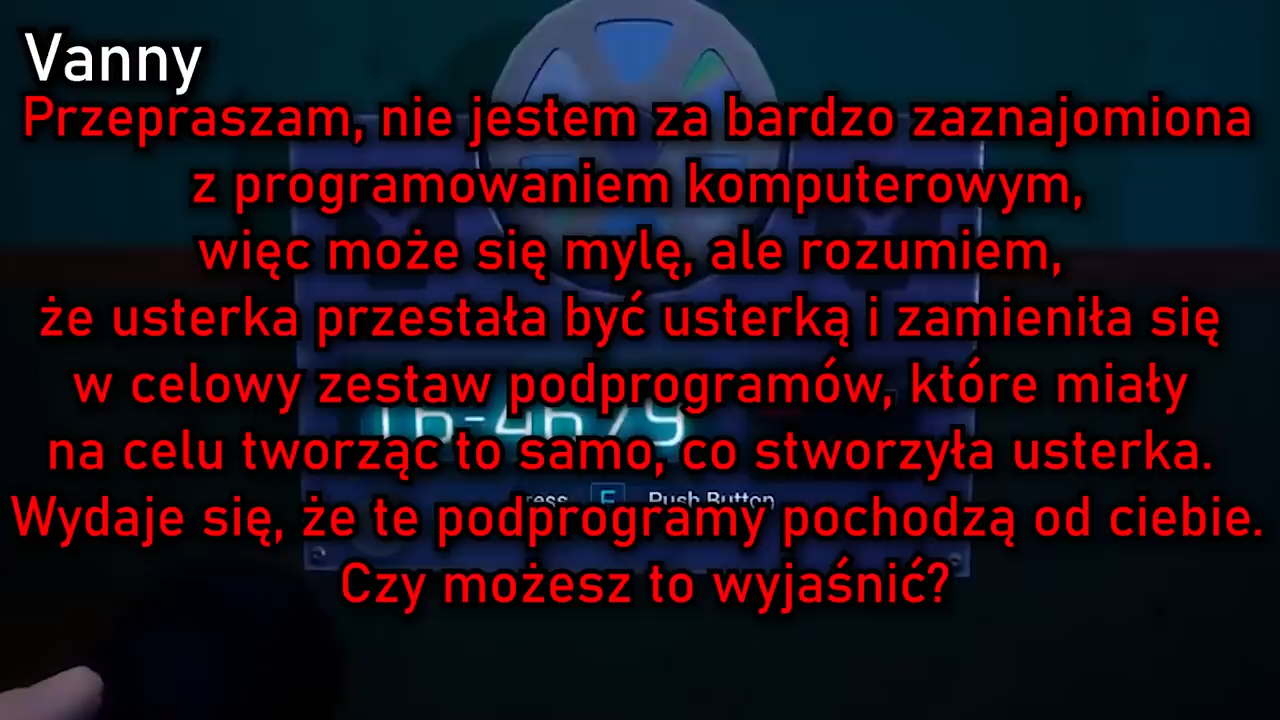 Vanny
Przepraszam, nie jestem za bardzo zaznajomiona
z programowaniem komputerowym,
więc może się mylę, ale rozumiem,
że usterka przestała być usterką i zamieniła się
w celowy zestaw podprogramów, które miały
na celu tworząc to samo, co stworzyła usterka.
Push Button
Wydaje się, że te podprogramy pochodzą od ciebie.
Czy możesz to wyjaśnić?